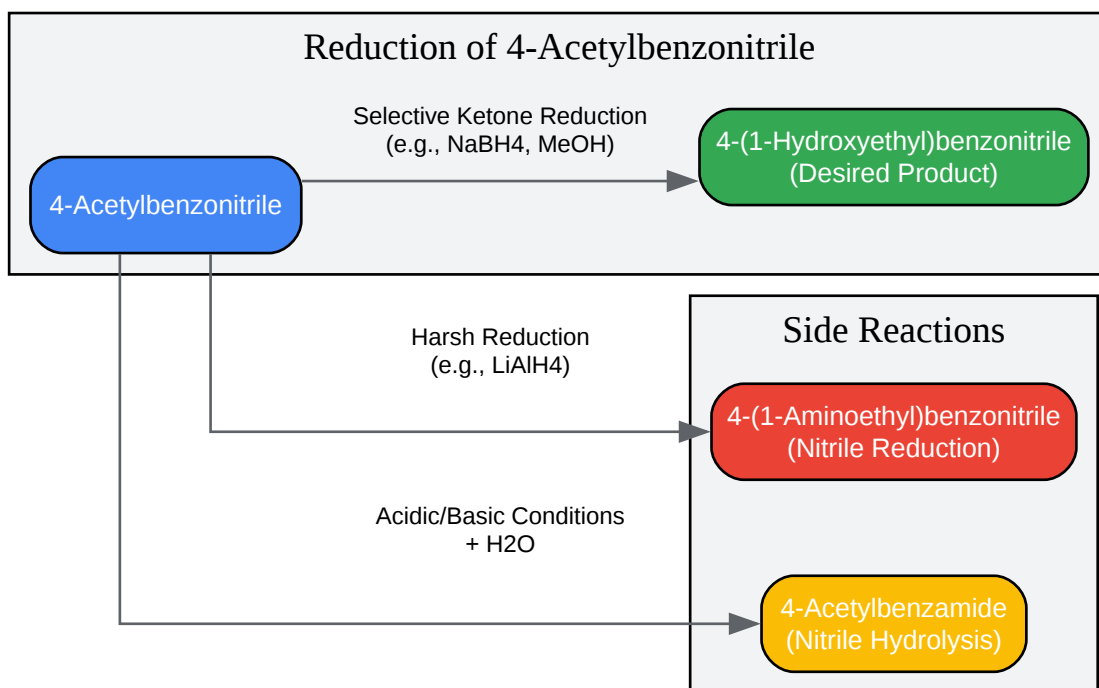 Reduction of 4-Acetylbenzonitrile
Selective Ketone Reduction
(e.g., NaBH4, MeOH)
4-(1-Hydroxyethyl)benzonitrile
(Desired Product)
4-Acetylbenzonitrile
Side Reactions
Harsh Reduction
(e.g., LiAlH4)
4-(1-Aminoethyl)benzonitrile
(Nitrile Reduction)
Acidic/Basic Conditions
+ H2O
4-Acetylbenzamide
(Nitrile Hydrolysis)